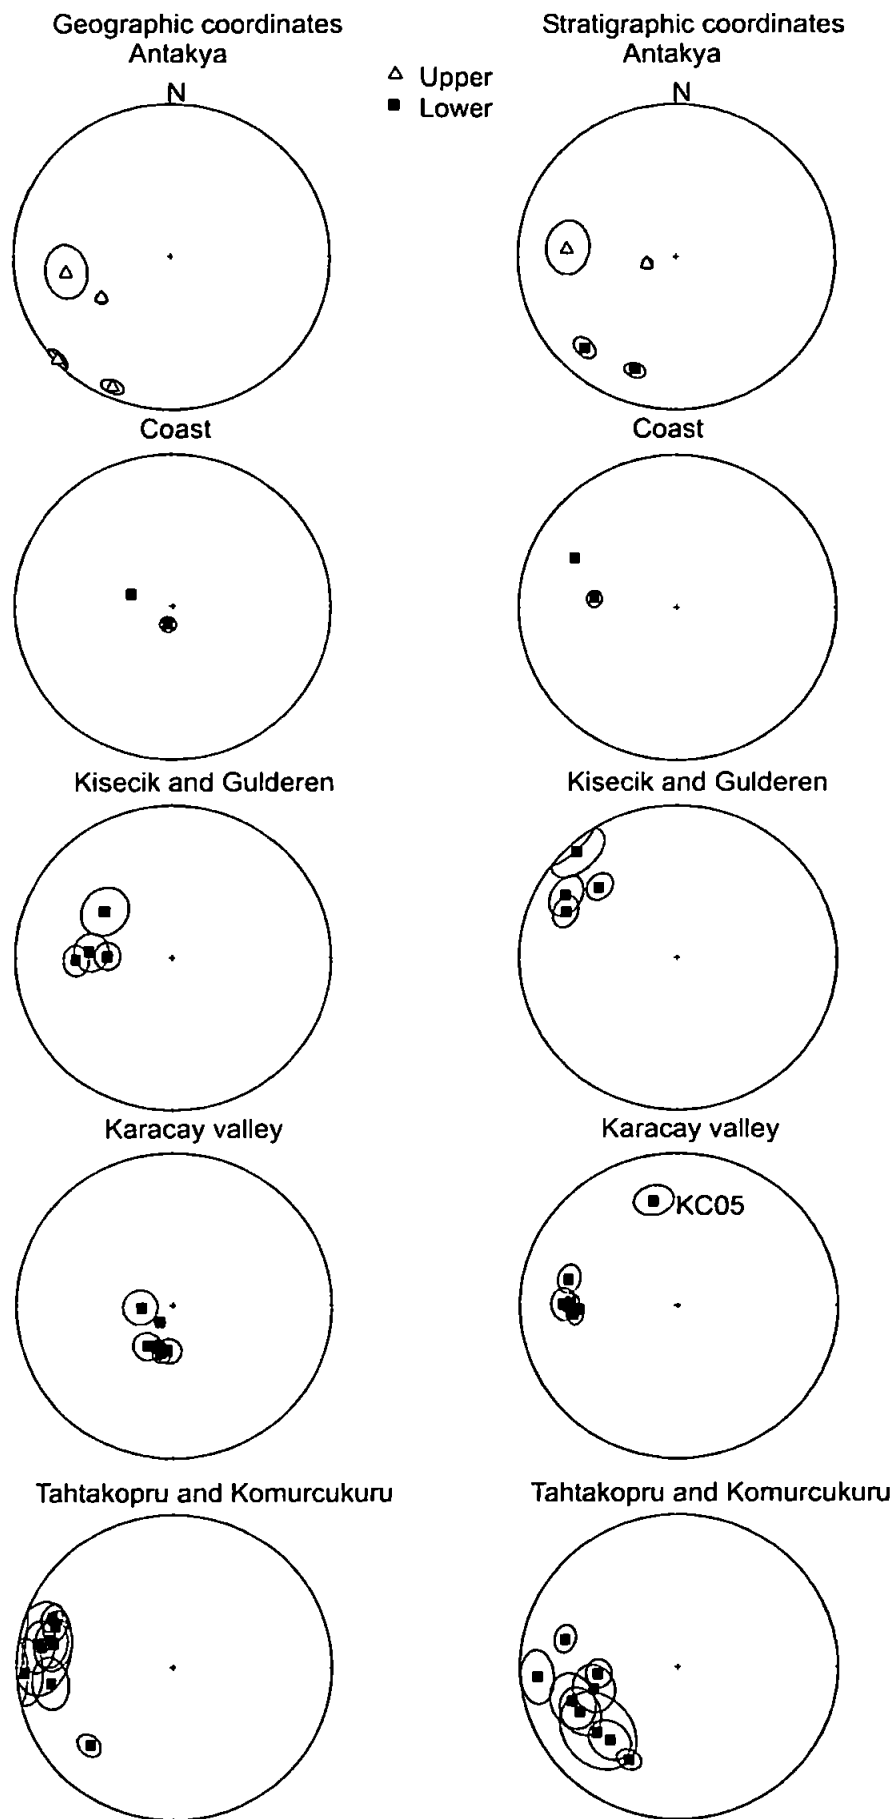 Geographic coordinates
Antakya
Stratigraphic coordinates
Antakya
Upper
Lower
N
N
Coast
Coast
Kisecik and Gulderen
Kisecik and Gulderen
Karacay valley
Karacay valley
KC05
Tahtakopru and Komurcukuru
Tahtakopru and Komurcukuru